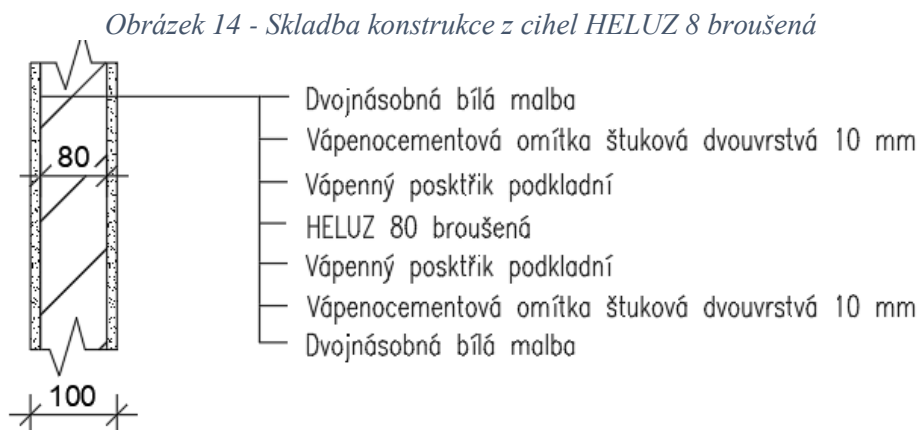 Obrázek 14 - Skladba konstrukce z cihel HELUZ 8 broušená
Dvojnásobná bílá malba
Vápenocementová omítka štuková dvouvrstvá 10 mm
80
Vápenný posktřik podkladní
HELUZ 80 broušená
Vápenný posktřik podkladní
Vápenocementová omítka štuková dvouvrstvá 10 mm
Dvojnásobná bílá malba
100